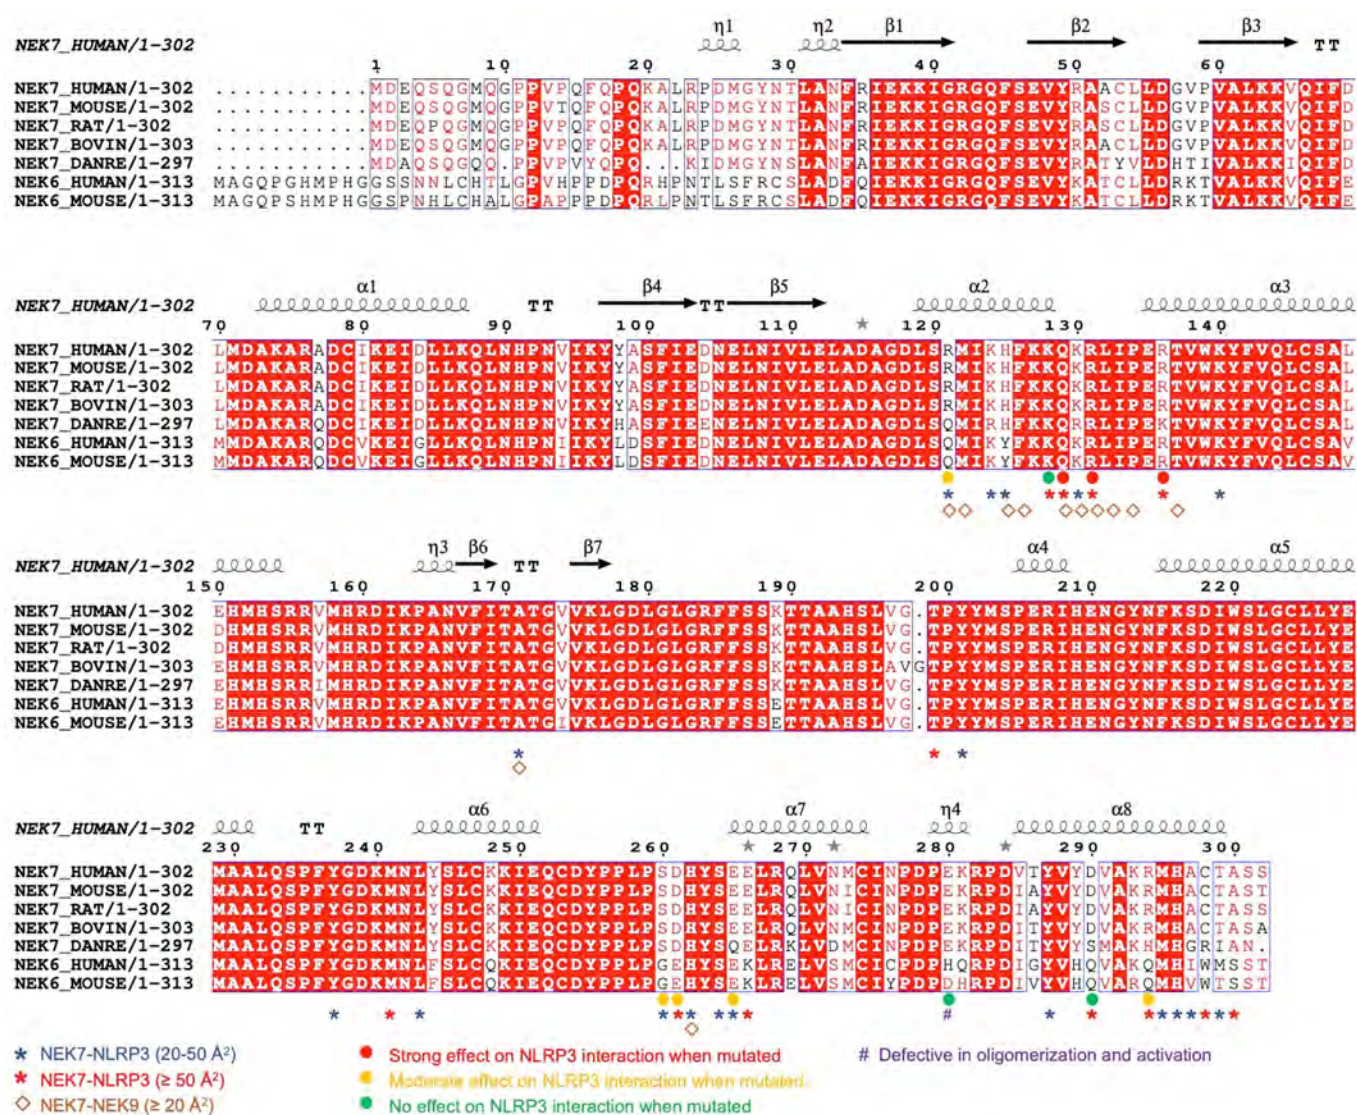 NEK7_HUMAN/1-302 η1 η2 β1 β2 β3 TT
1 10 20 30 40 50 60
NEK7_HUMAN/1-302 ...........MDEQSQGMQGPPVPQFQPQKALRPDMGYNTLANFRIEKKIGRGQFSEVYRAACLLDGVPVALKKVQIFD
NEK7_MOUSE/1-302 ...........MDEQSQGMQGPPVTQFQPQKALRPDMGYNTLANFRIEKKIGRGQFSEVYRASCLLDGVPVALKKVQIFD
NEK7_RAT/1-302 ...........MDEQPQGMQGPPVPQFQPQKALRPDMGYNTLANFRIEKKIGRGQFSEVYRASCLLDGVPVALKKVQIFD
NEK7_BOVIN/1-303 ...........MDEQSQGMQGPPVPQFQPQKALRPDMGYNTLANFRIEKKIGRGQFSEVYRAACLLDGVPVALKKVQIFD
NEK7_DANRE/1-297 ...........MDAQSQGQQ.PPVPVYQPQ...KIDMGYNSLANFAIEKKIGRGQFSEVYRATYVLDHTIVALKKIQIFD
NEK6_HUMAN/1-313 MAGQPGHMPHGGSSNNLCHTLGPVHPPDPQRHPNTLSFRCSLADFQIEKKIGRGQFSEVYKATCLLDRKTVALKKVQIFE
NEK6_MOUSE/1-313 MAGQPSHMPHGGSPNHLCHALGPAPPPDPQRLPNTLSFRCSLADFQIEKKIGRGQFSEVYKATCLLDRKTVALKKVQIFE
NEK7_HUMAN/1-302 α1 TT β4 TT β5 α2 α3
70 80 90 100 110 120 130 140
NEK7_HUMAN/1-302 LMDAKARADCIKEIDLLKQLNHPNVIKYYASFIEDNELNIVLELADAGDLSRMIKHFKKQKRLIPERTVWKYFVQLCSAL
NEK7_MOUSE/1-302 LMDAKARADCIKEIDLLKQLNHPNVIKYYASFIEDNELNIVLELADAGDLSRMIKHFKKQKRLIPERTVWKYFVQLCSAL
NEK7_RAT/1-302 LMDAKARADCIKEIDLLKQLNHPNVIKYYASFIEDNELNIVLELADAGDLSRMIKHFKKQKRLIPERTVWKYFVQLCSAL
NEK7_BOVIN/1-303 LMDAKARADCIKEIDLLKQLNHPNVIKYYASFIEDNELNIVLELADAGDLSRMIKHFKKQKRLIPERTVWKYFVQLCSAL
NEK7_DANRE/1-297 LMDAKARQDCIKEIDLLKQLNHPNVIKYHASFIEENELNIVLELADAGDLSQMIRHFKKQKRLIPERTVWKYFVQLCSAL
NEK6_HUMAN/1-313 MMDAKARQDCVKEIGLLKQLNHPNIIKYLDSFIEDNELNIVLELADAGDLSQMIKYFKKQKRLIPERTVWKYFVQLCSAV
NEK6_MOUSE/1-313 MMDAKARQDCVKEIGLLKQLNHPNIIKYLDSFIEDNELNIVLELADAGDLSQMIKYFKKQKRLIPERTVWKYFVQLCSAV
NEK7_HUMAN/1-302 η3 β6 TT β7 α4 α5
150 160 170 180 190 200 210 220
NEK7_HUMAN/1-302 EHMHSRRVMHRDIKPANVFITATGVVKLGDLGLGRFFSSKTTAAHSLVG.TPYYMSPERIHENGYNFKSDIWSLGCLLYE
NEK7_MOUSE/1-302 DHMHSRRVMHRDIKPANVFITATGVVKLGDLGLGRFFSSKTTAAHSLVG.TPYYMSPERIHENGYNFKSDIWSLGCLLYE
NEK7_RAT/1-302 DHMHSRRVMHRDIKPANVFITATGVVKLGDLGLGRFFSSKTTAAHSLVG.TPYYMSPERIHENGYNFKSDIWSLGCLLYE
NEK7_BOVIN/1-303 EHMHSRRVMHRDIKPANVFITATGVVKLGDLGLGRFFSSKTTAAHSLAVGTPYYMSPERIHENGYNFKSDIWSLGCLLYE
NEK7_DANRE/1-297 EHMHSRRIMHRDIKPANVFITATGVVKLGDLGLGRFFSSKTTAAHSLVG.TPYYMSPERIHENGYNFKSDIWSLGCLLYE
NEK6_HUMAN/1-313 EHMHSRRVMHRDIKPANVFITATGVVKLGDLGLGRFFSSETTAAHSLVG.TPYYMSPERIHENGYNFKSDIWSLGCLLYE
NEK6_MOUSE/1-313 EHMHSRRVMHRDIKPANVFITATGIVKLGDLGLGRFFSSETTAAHSLVG.TPYYMSPERIHENGYNFKSDIWSLGCLLYE
NEK7_HUMAN/1-302 TT α6 α7 η4 α8
230 240 250 260 270 280 290 300
NEK7_HUMAN/1-302 MAALQSPFYGDKMNLYSLCKKIEQCDYPPLPSDHYSEELRQLVNMCINPDPEKRPDVTYVYDVAKRMHACTASS
NEK7_MOUSE/1-302 MAALQSPFYGDKMNLYSLCKKIEQCDYPPLPSDHYSEELRQLVNICINPDPEKRPDIAYVYDVAKRMHACTAST
NEK7_RAT/1-302 MAALQSPFYGDKMNLYSLCKKIEQCDYPPLPSDHYSEELRQLVNICINPDPEKRPDIAYVYDVAKRMHACTAST
NEK7_BOVIN/1-303 MAALQSPFYGDKMNLYSLCKKIEQCDYPPLPSDHYSEELRQLVNMCINPDPEKRPDITYVYDVAKRMHACTASS
NEK7_DANRE/1-297 MAALQSPFYGDKMNLYSLCKKIEQCDYPPLPSDHYSQELRKLVDMCINPDPEKRPDITYVYSMAKHMHGRIAN.
NEK6_HUMAN/1-313 MAALQSPFYGDKMNLFSLCQKIEQCDYPPLPGEHYSEKLRELVSMCICPDPHQRPDIGYVHQVAKQMHIWMSST
NEK6_MOUSE/1-313 MAALQSPFYGDKMNLFSLCQKIEQCDYPPLPGEHYSEKLRELVSMCIYPDPDHRPDIVYVHQVAKQMHVWTSST
#
* NEK7-NLRP3 (20-50 Å²) Strong effect on NLRP3 interaction when mutated # Defective in oligomerization and activation
* NEK7-NLRP3 (≥ 50 Å²) Moderate effect on NLRP3 interaction when mutated
◇ NEK7-NEK9 (≥ 20 Å²) No effect on NLRP3 interaction when mutated